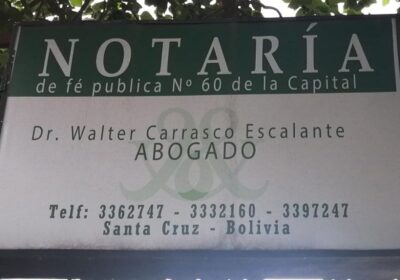 NOTARÍA
de fé publica Nº 60 de la Capital
Dr. Walter Carrasco Escalante
ABOGADO
Telf: 3362747 - 3332160 - 3397247
Santa Cruz - Bolivia